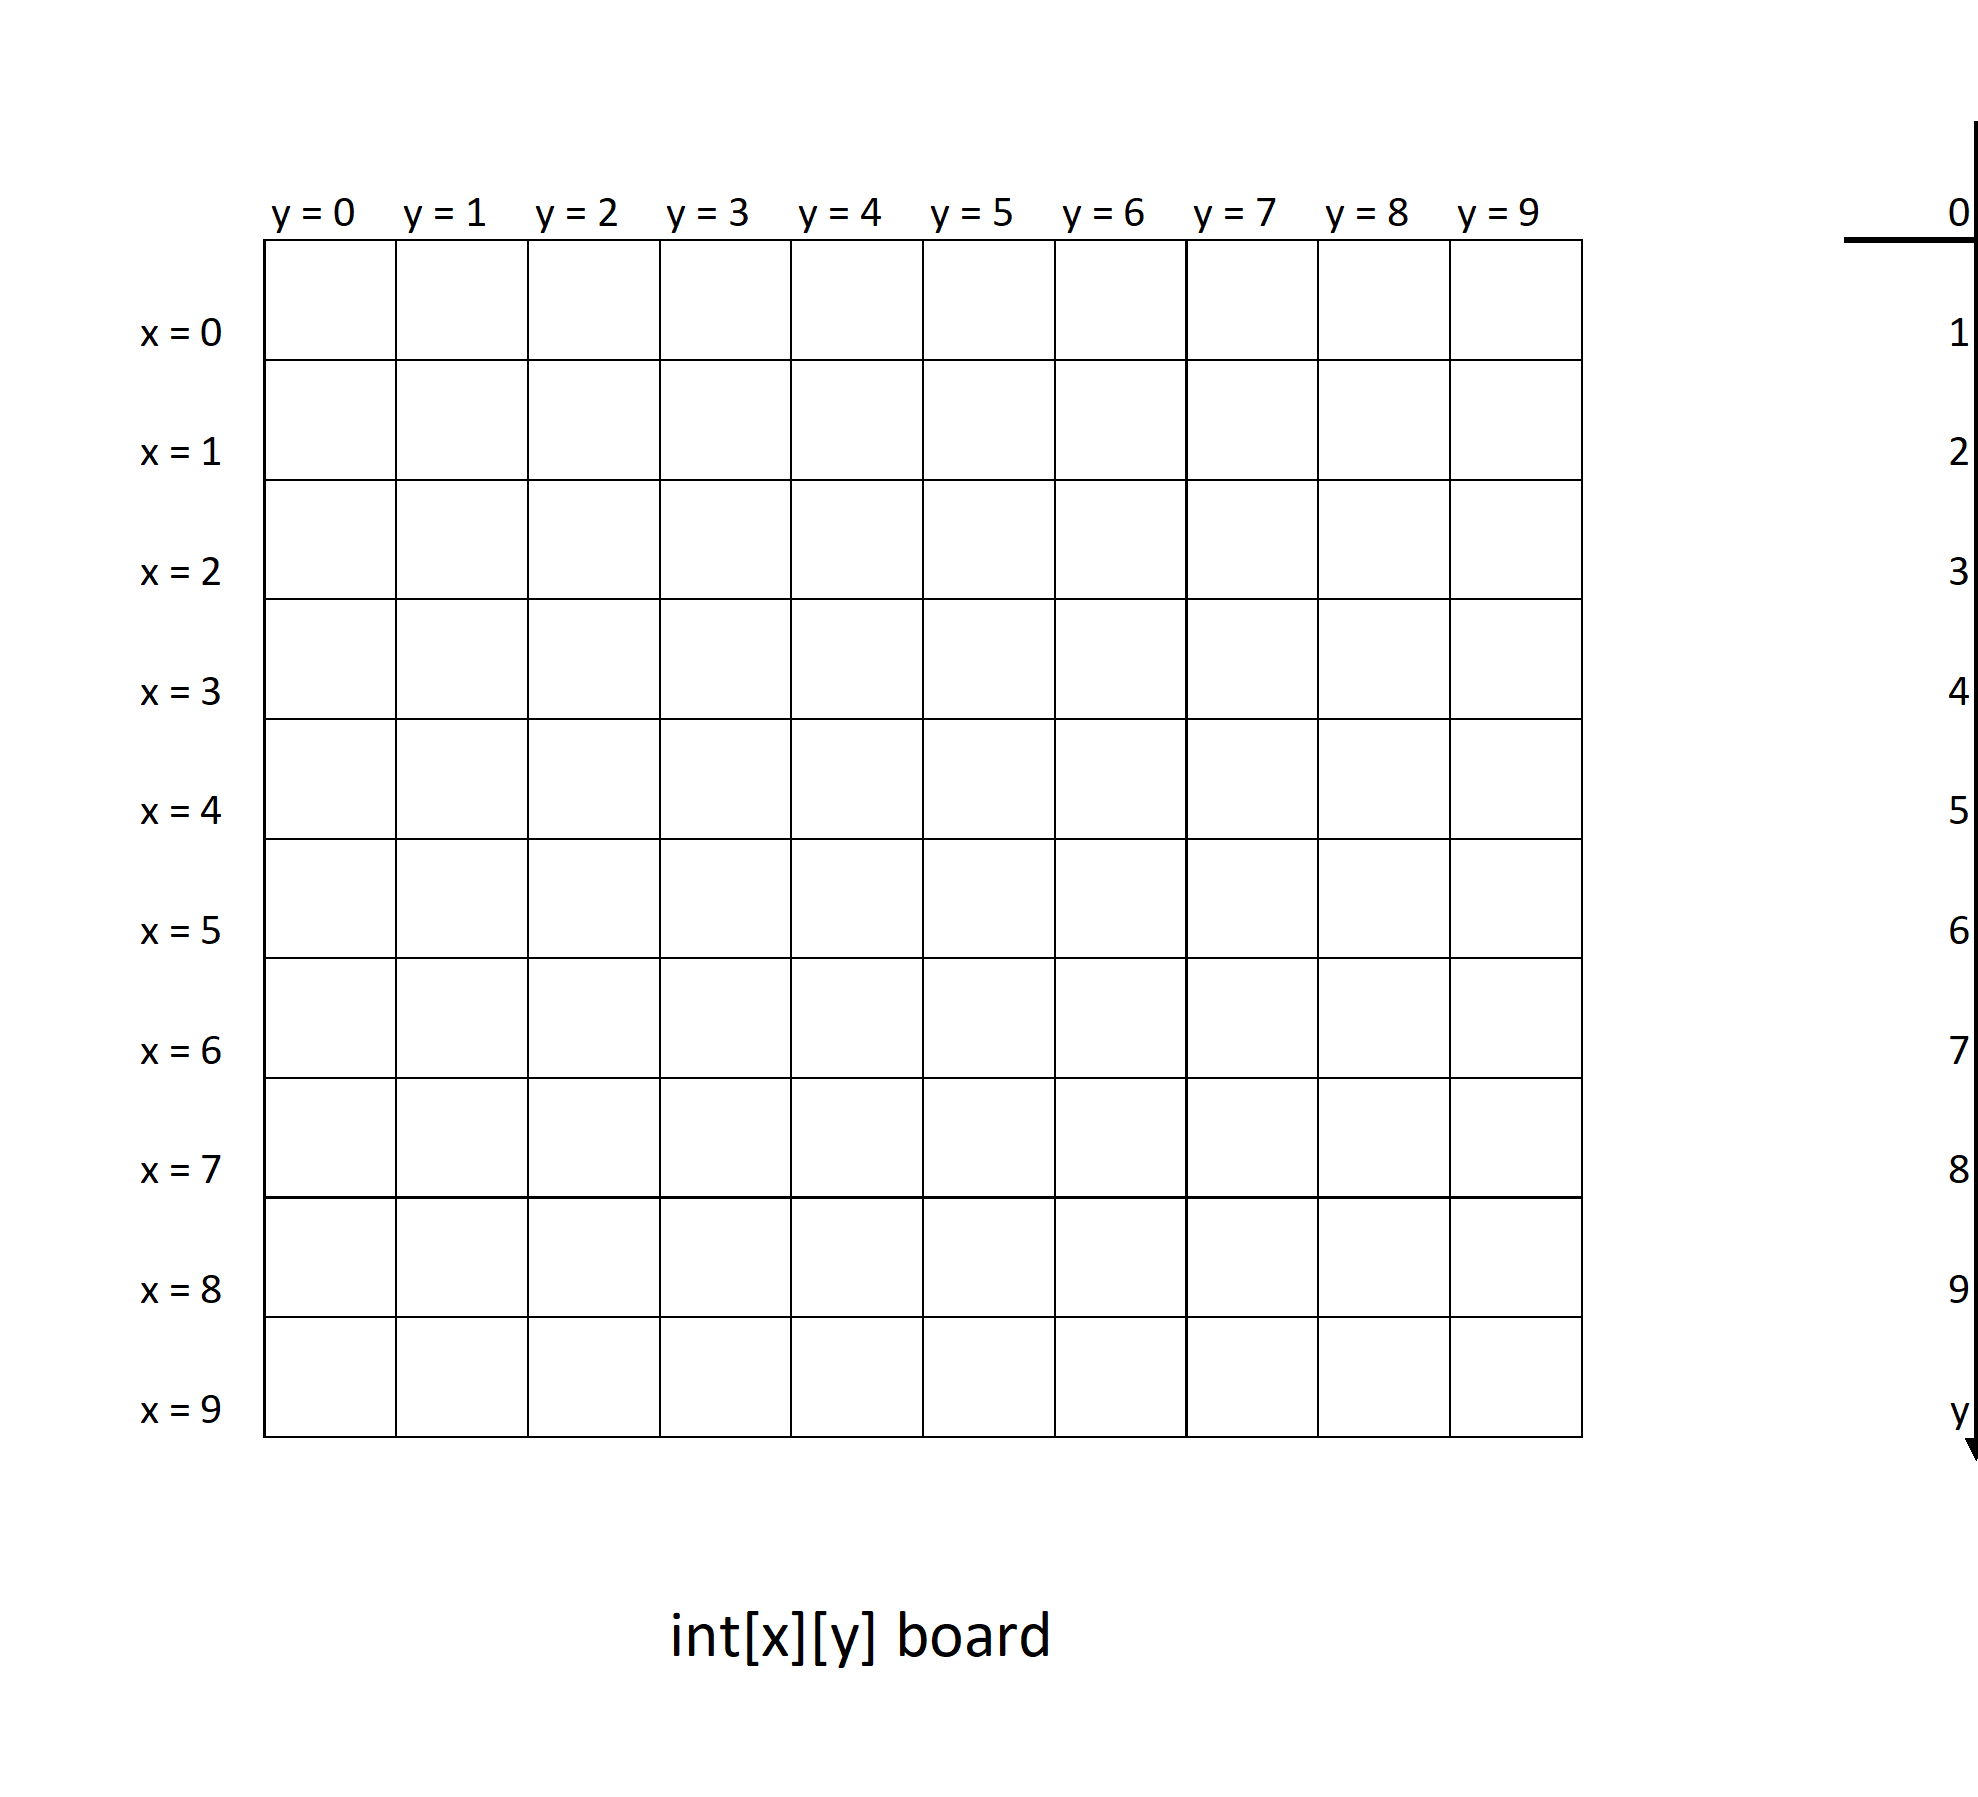 y = 0 y = 1 y = 2 y = 3 y = 4 y = 5 y = 6 y = 7 y = 8 y = 9 0
x = 0 1
x = 1 2
x = 2 3
x = 3 4
x = 4 5
x = 5 6
x = 6 7
x = 7 8
x = 8 9
x = 9 y
int[x][y] board